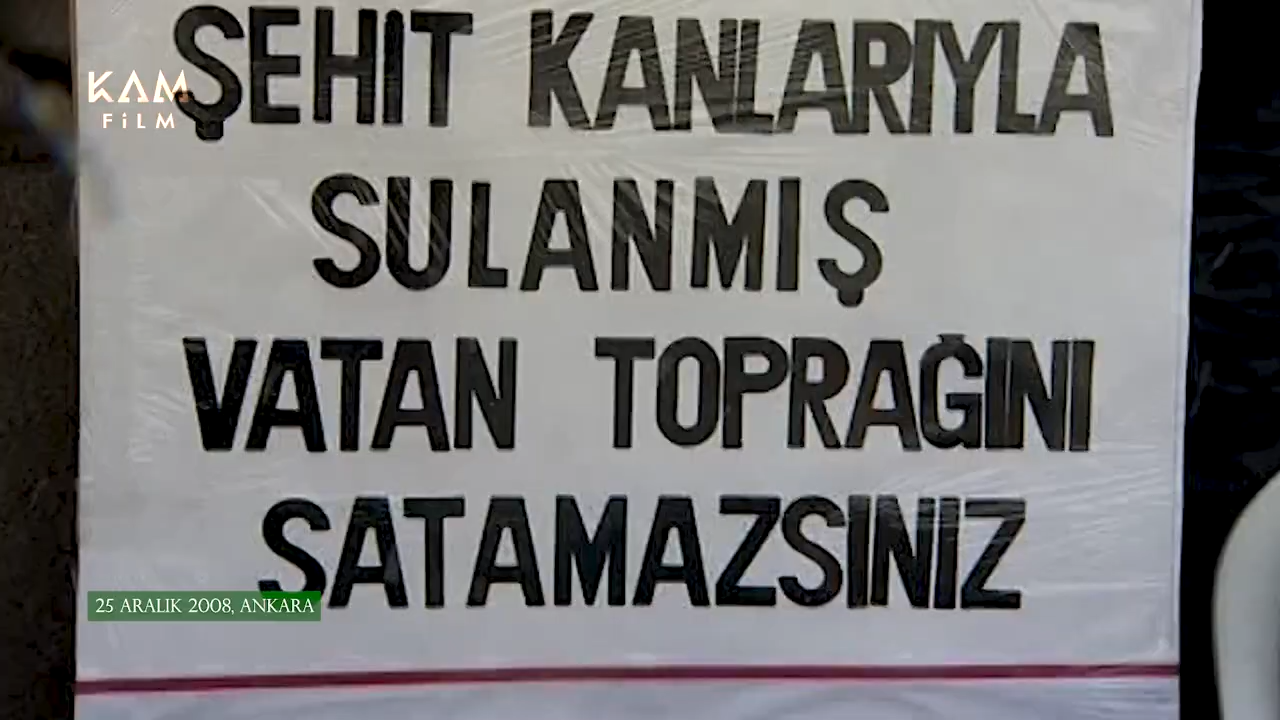 ŞEHİT KANLARIYLA
KAM
FİLM
SULANMIŞ
VATAN TOPRAĞINI
SATAMAZSINIZ
25 ARALIK 2008, ANKARA